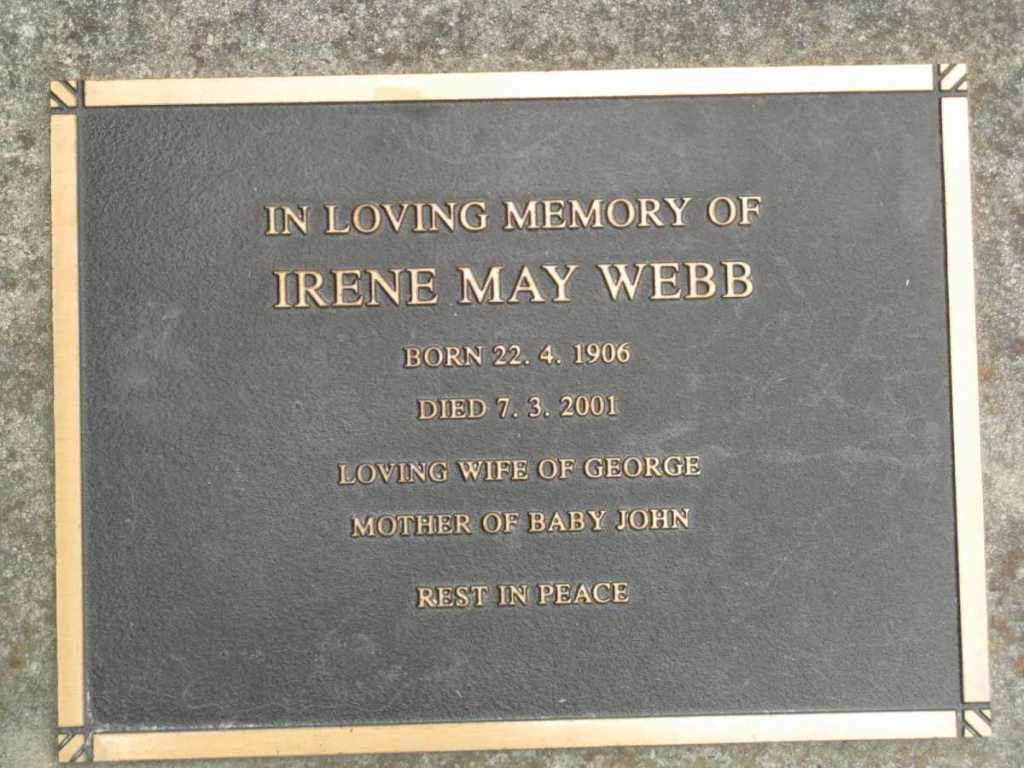 IN LOVING MEMORY OF
IRENE MAY WEBB
BORN 22. 4. 1906
DIED 7. 3. 2001
LOVING WIFE OF GEORGE
MOTHER OF BABY JOHN
REST IN PEACE